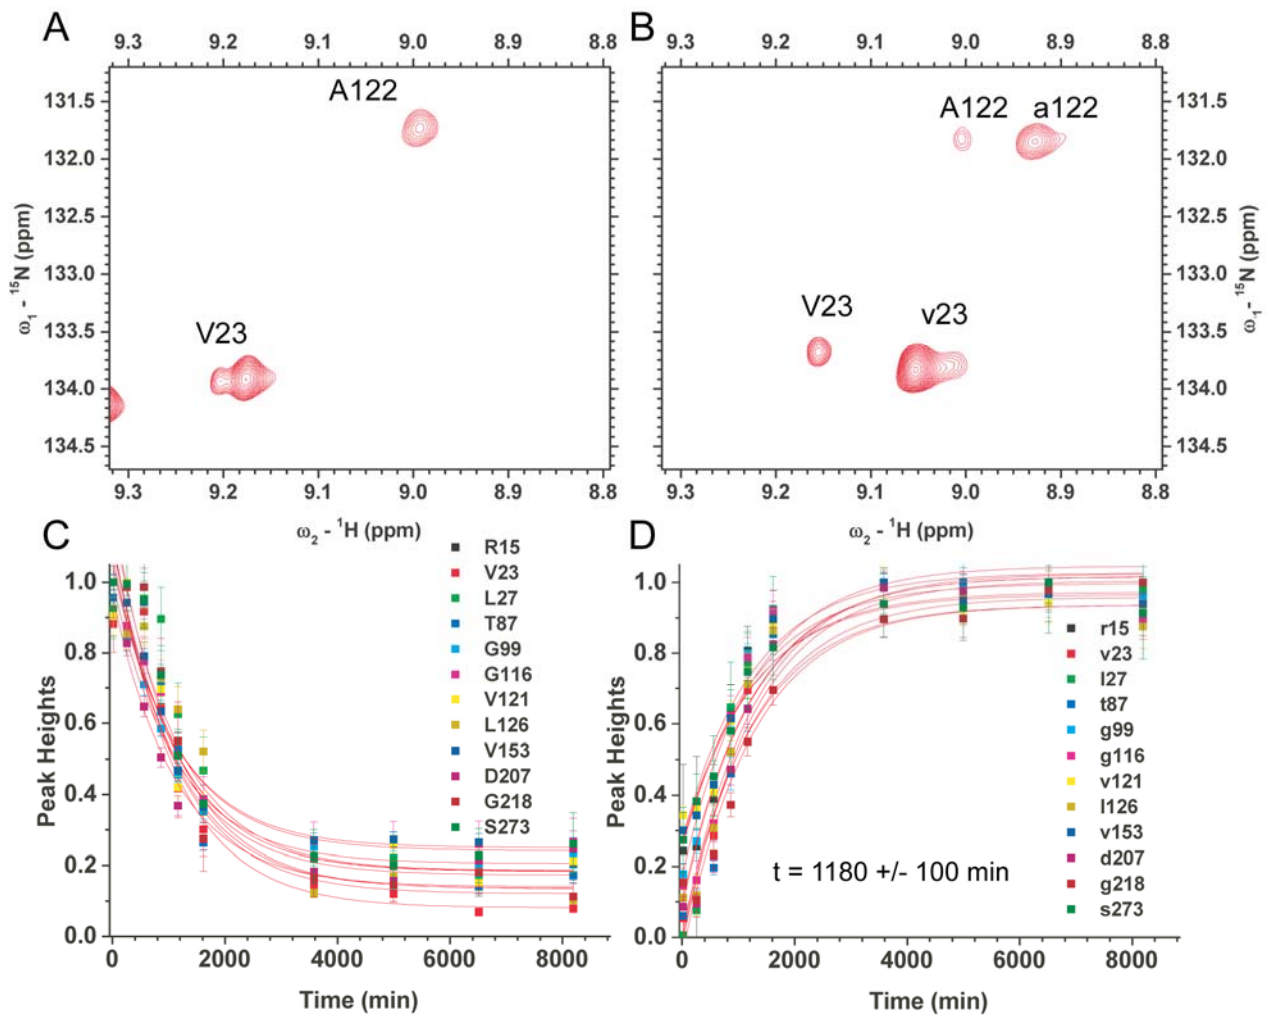 A
B
9.3 9.2 9.1 9.0 8.9 8.8
9.3 9.2 9.1 9.0 8.9 8.8
131.5
132.0
132.5
133.0
133.5
134.0
134.5
ω1 - 15N (ppm)
A122
V23
9.3 9.2 9.1 9.0 8.9 8.8
ω2 - 1H (ppm)
A122 a122
V23 v23
131.5
132.0
132.5
133.0
133.5
134.0
134.5
ω1 - 15N (ppm)
9.3 9.2 9.1 9.0 8.9 8.8
ω2 - 1H (ppm)
C
1.0
0.8
0.6
0.4
0.2
0.0
Peak Heights
R15
V23
L27
T87
G99
G116
V121
L126
V153
D207
G218
S273
0 2000 4000 6000 8000
Time (min)
D
1.0
0.8
0.6
0.4
0.2
0.0
Peak Heights
r15
v23
l27
t87
g99
g116
v121
l126
v153
d207
g218
s273
t = 1180 +/- 100 min
0 2000 4000 6000 8000
Time (min)